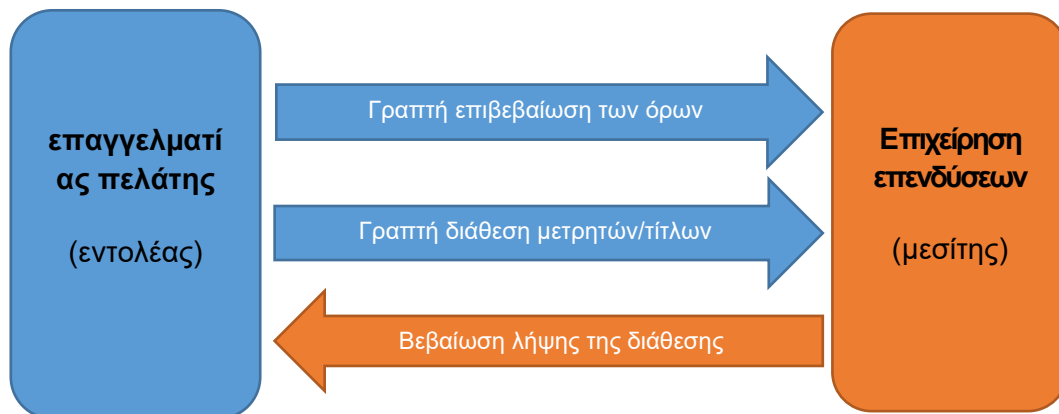 επαγγελματί
ας πελάτης
(εντολέας)
Γραπτή επιβεβαίωση των όρων
Γραπτή διάθεση μετρητών/τίτλων
Βεβαίωση λήψης της διάθεσης
Επιχείρηση
επενδύσεων
(μεσίτης)